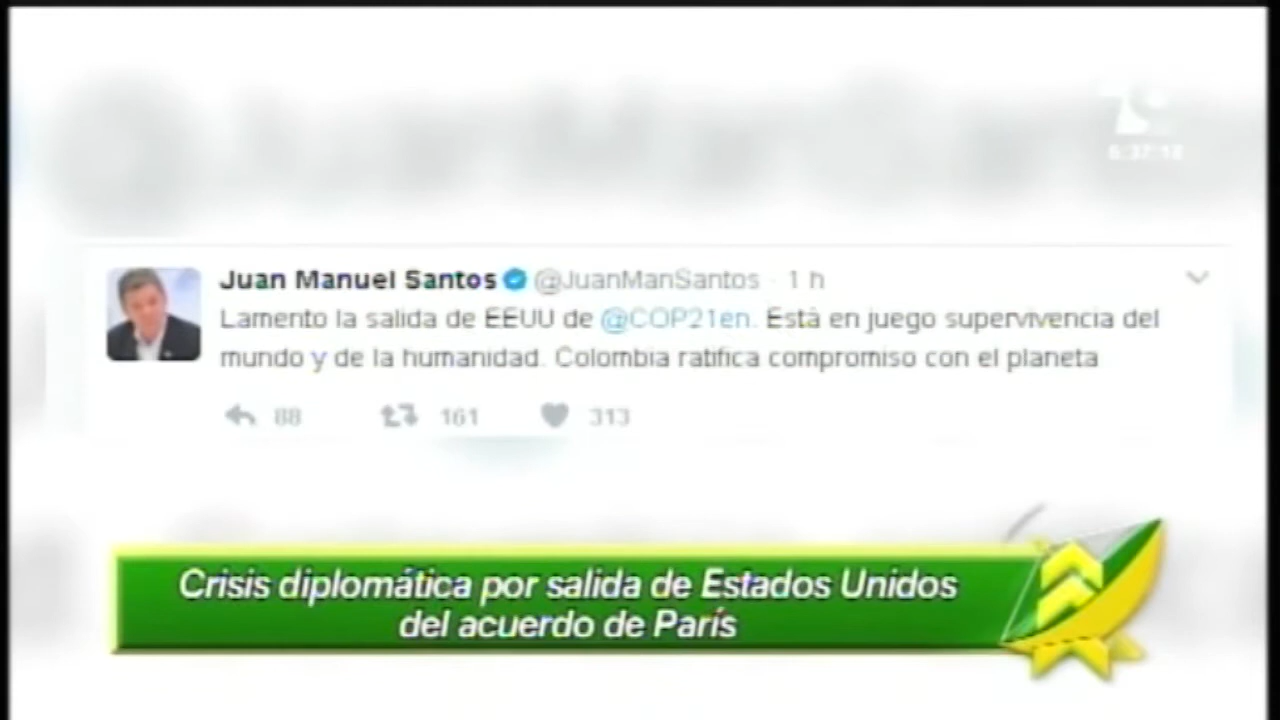 Juan Manuel Santos @JuanManSantos · 1 h
Lamento la salida de EEUU de @COP21en. Está en juego supervivencia del
mundo y de la humanidad. Colombia ratifica compromiso con el planeta
88 161 313
Crisis diplomática por salida de Estados Unidos
del acuerdo de París